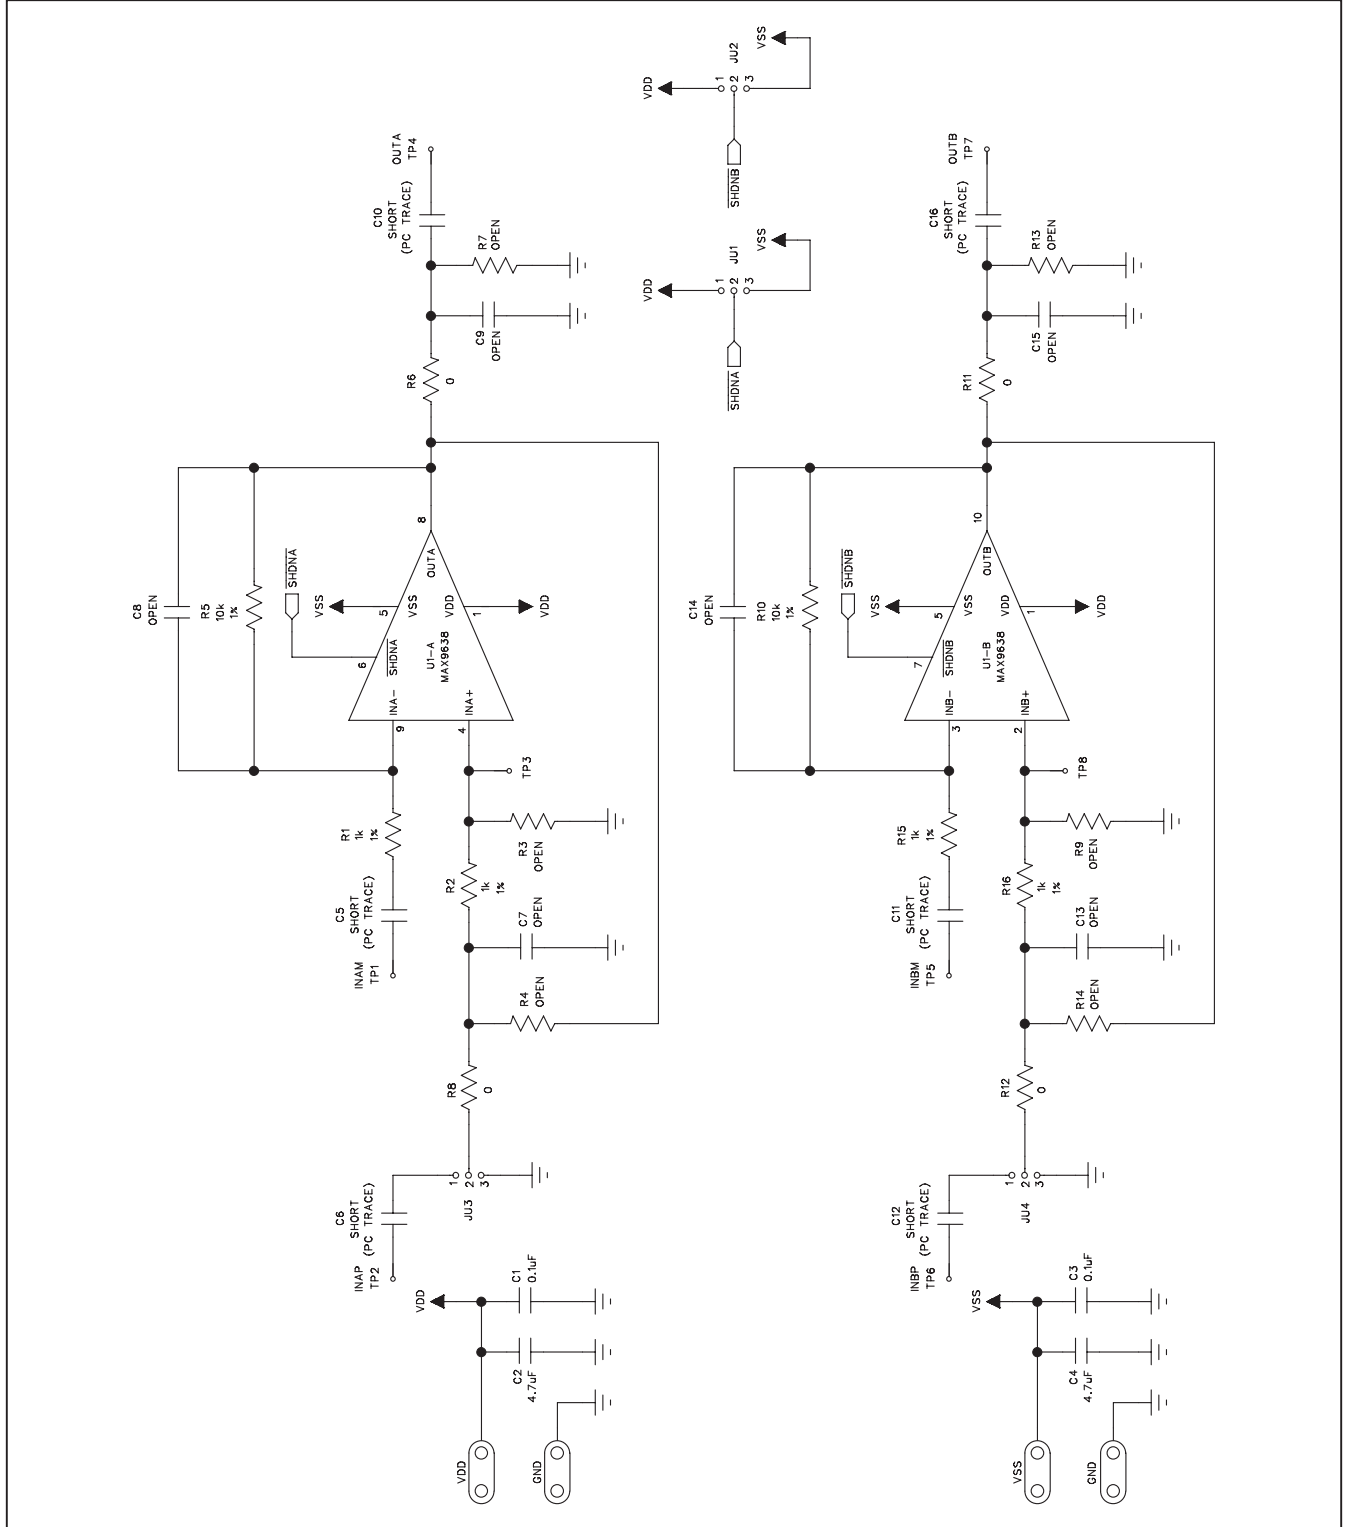 VDD
GND
C2
4.7uF
C1
0.1uF
VDD
INAP
TP2
C6
SHORT
(PC TRACE)
JU3
1
2
3
R8
0
R4
OPEN
C7
OPEN
R2
1k
1%
R3
OPEN
TP3
INAM
TP1
C5
SHORT
(PC TRACE)
R1
1k
1%
9
4
INA-
INA+
U1-A
MAX9638
SHDNA
6
SHDNA
5
VSS
VSS
VDD
1
VDD
OUTA
8
R5
10k
1%
C8
OPEN
R6
0
C9
OPEN
R7
OPEN
C10
SHORT
(PC TRACE)
OUTA
TP4
SHDNA
VDD
1
2
3
JU1
VSS
SHDNB
VDD
1
2
3
JU2
VSS
VSS
GND
C4
4.7uF
C3
0.1uF
VSS
INBP
TP6
C12
SHORT
(PC TRACE)
JU4
1
2
3
R12
0
R14
OPEN
C13
OPEN
R16
1k
1%
R9
OPEN
TP8
INBM
TP5
C11
SHORT
(PC TRACE)
R15
1k
1%
3
2
INB-
INB+
U1-B
MAX9638
SHDNB
7
SHDNB
5
VSS
VSS
VDD
1
VDD
OUTB
10
R10
10k
1%
C14
OPEN
R11
0
C15
OPEN
R13
OPEN
C16
SHORT
(PC TRACE)
OUTB
TP7